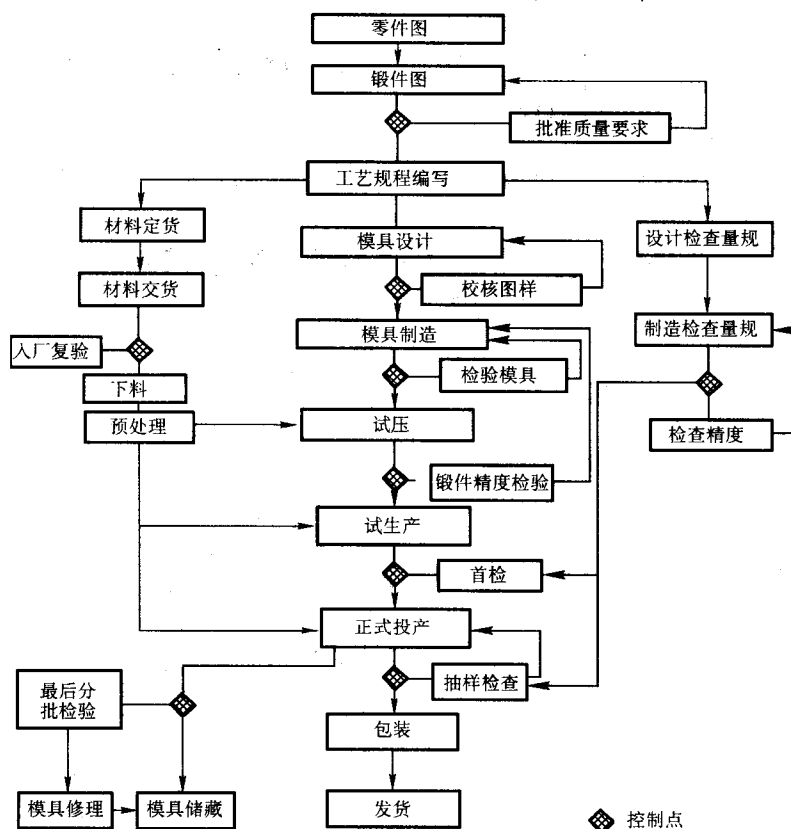 零件图
锻件图
批准质量要求
工艺规程编写
材料定货
模具设计
设计检查量规
材料交货
校核图样
模具制造
制造检查量规
入厂复验
检验模具
下料
预处理
试压
检查精度
锻件精度检验
试生产
首检
正式投产
最后分
批检验
抽样检查
包装
模具修理
模具储藏
发货
控制点